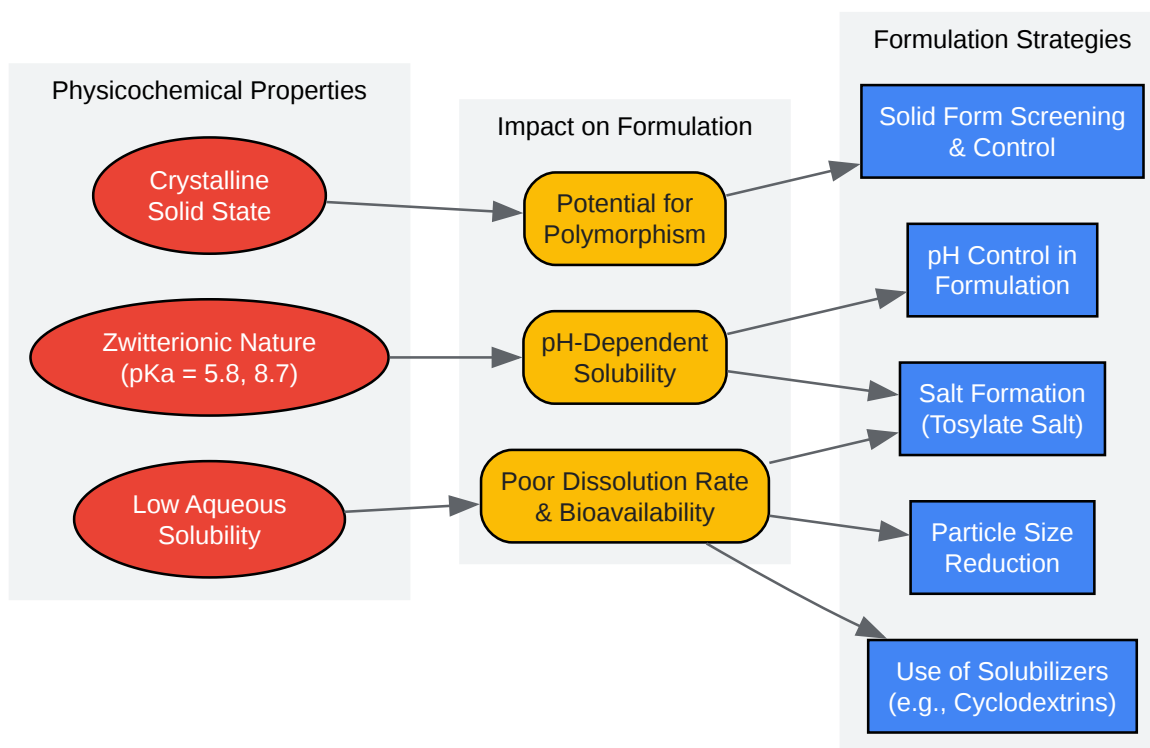 Physicochemical Properties
Crystalline
Solid State
Zwitterionic Nature
(pKa = 5.8, 8.7)
Low Aqueous
Solubility
Impact on Formulation
Potential for
Polymorphism
pH-Dependent
Solubility
Poor Dissolution Rate
& Bioavailability
Formulation Strategies
Solid Form Screening
& Control
pH Control in
Formulation
Salt Formation
(Tosylate Salt)
Particle Size
Reduction
Use of Solubilizers
(e.g., Cyclodextrins)